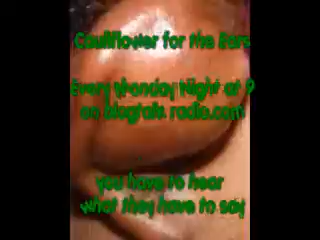 Cauliflower for the Ears
Every Monday Night at 9
on blogtalk radio.com
you have to hear
what they have to say